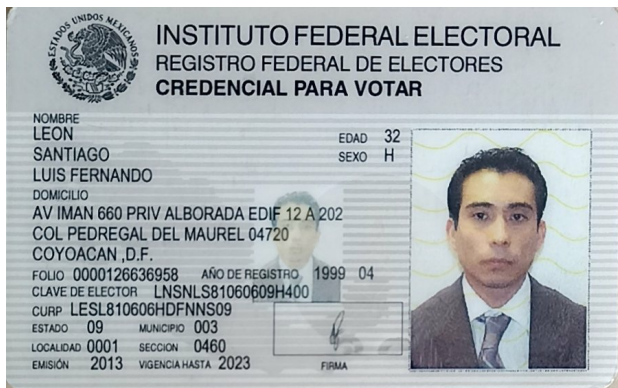 ESTADOS UNIDOS MEXICANOS
INSTITUTO FEDERAL ELECTORAL
REGISTRO FEDERAL DE ELECTORES
CREDENCIAL PARA VOTAR
NOMBRE
LEON
SANTIAGO
LUIS FERNANDO
EDAD 32
SEXO H
DOMICILIO
AV IMAN 660 PRIV ALBORADA EDIF 12 A 202
COL PEDREGAL DEL MAUREL 04720
COYOACAN ,D.F.
FOLIO 0000126636958 AÑO DE REGISTRO 1999 04
CLAVE DE ELECTOR LNSNLS81060609H400
CURP LESL810606HDFNNS09
ESTADO 09 MUNICIPIO 003
LOCALIDAD 0001 SECCION 0460
EMISIÓN 2013 VIGENCIA HASTA 2023
FIRMA